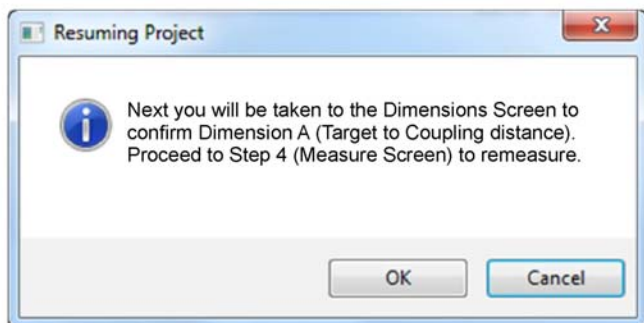 Resuming Project
Next you will be taken to the Dimensions Screen to
confirm Dimension A (Target to Coupling distance).
Proceed to Step 4 (Measure Screen) to remeasure.
OK
Cancel